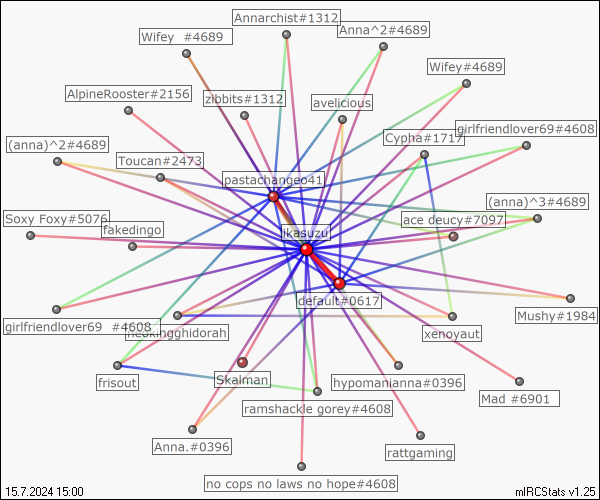 Annarchist#1312
Wifey  #4689
Anna^2#4689
Wifey#4689
AlpineRooster#2156
zibbits#1312
avelicious
girlfriendlover69#4608
Cypha#1717
(anna)^2#4689
Toucan#2473
pastachangeo41
(anna)^3#4689
Soxy Foxy#5076
ace deucy#7097
fakedingo
ikasuzu
default#0617
Mushy#1984
girlfriendlover69  #4608
neokingghidorah
xenoyaut
frisout
Skalman
hypomanianna#0396
Mad #6901
ramshackle gorey#4608
Anna.#0396
rattgaming
no cops no laws no hope#4608
15.7.2024 15:00
mIRCStats v1.25